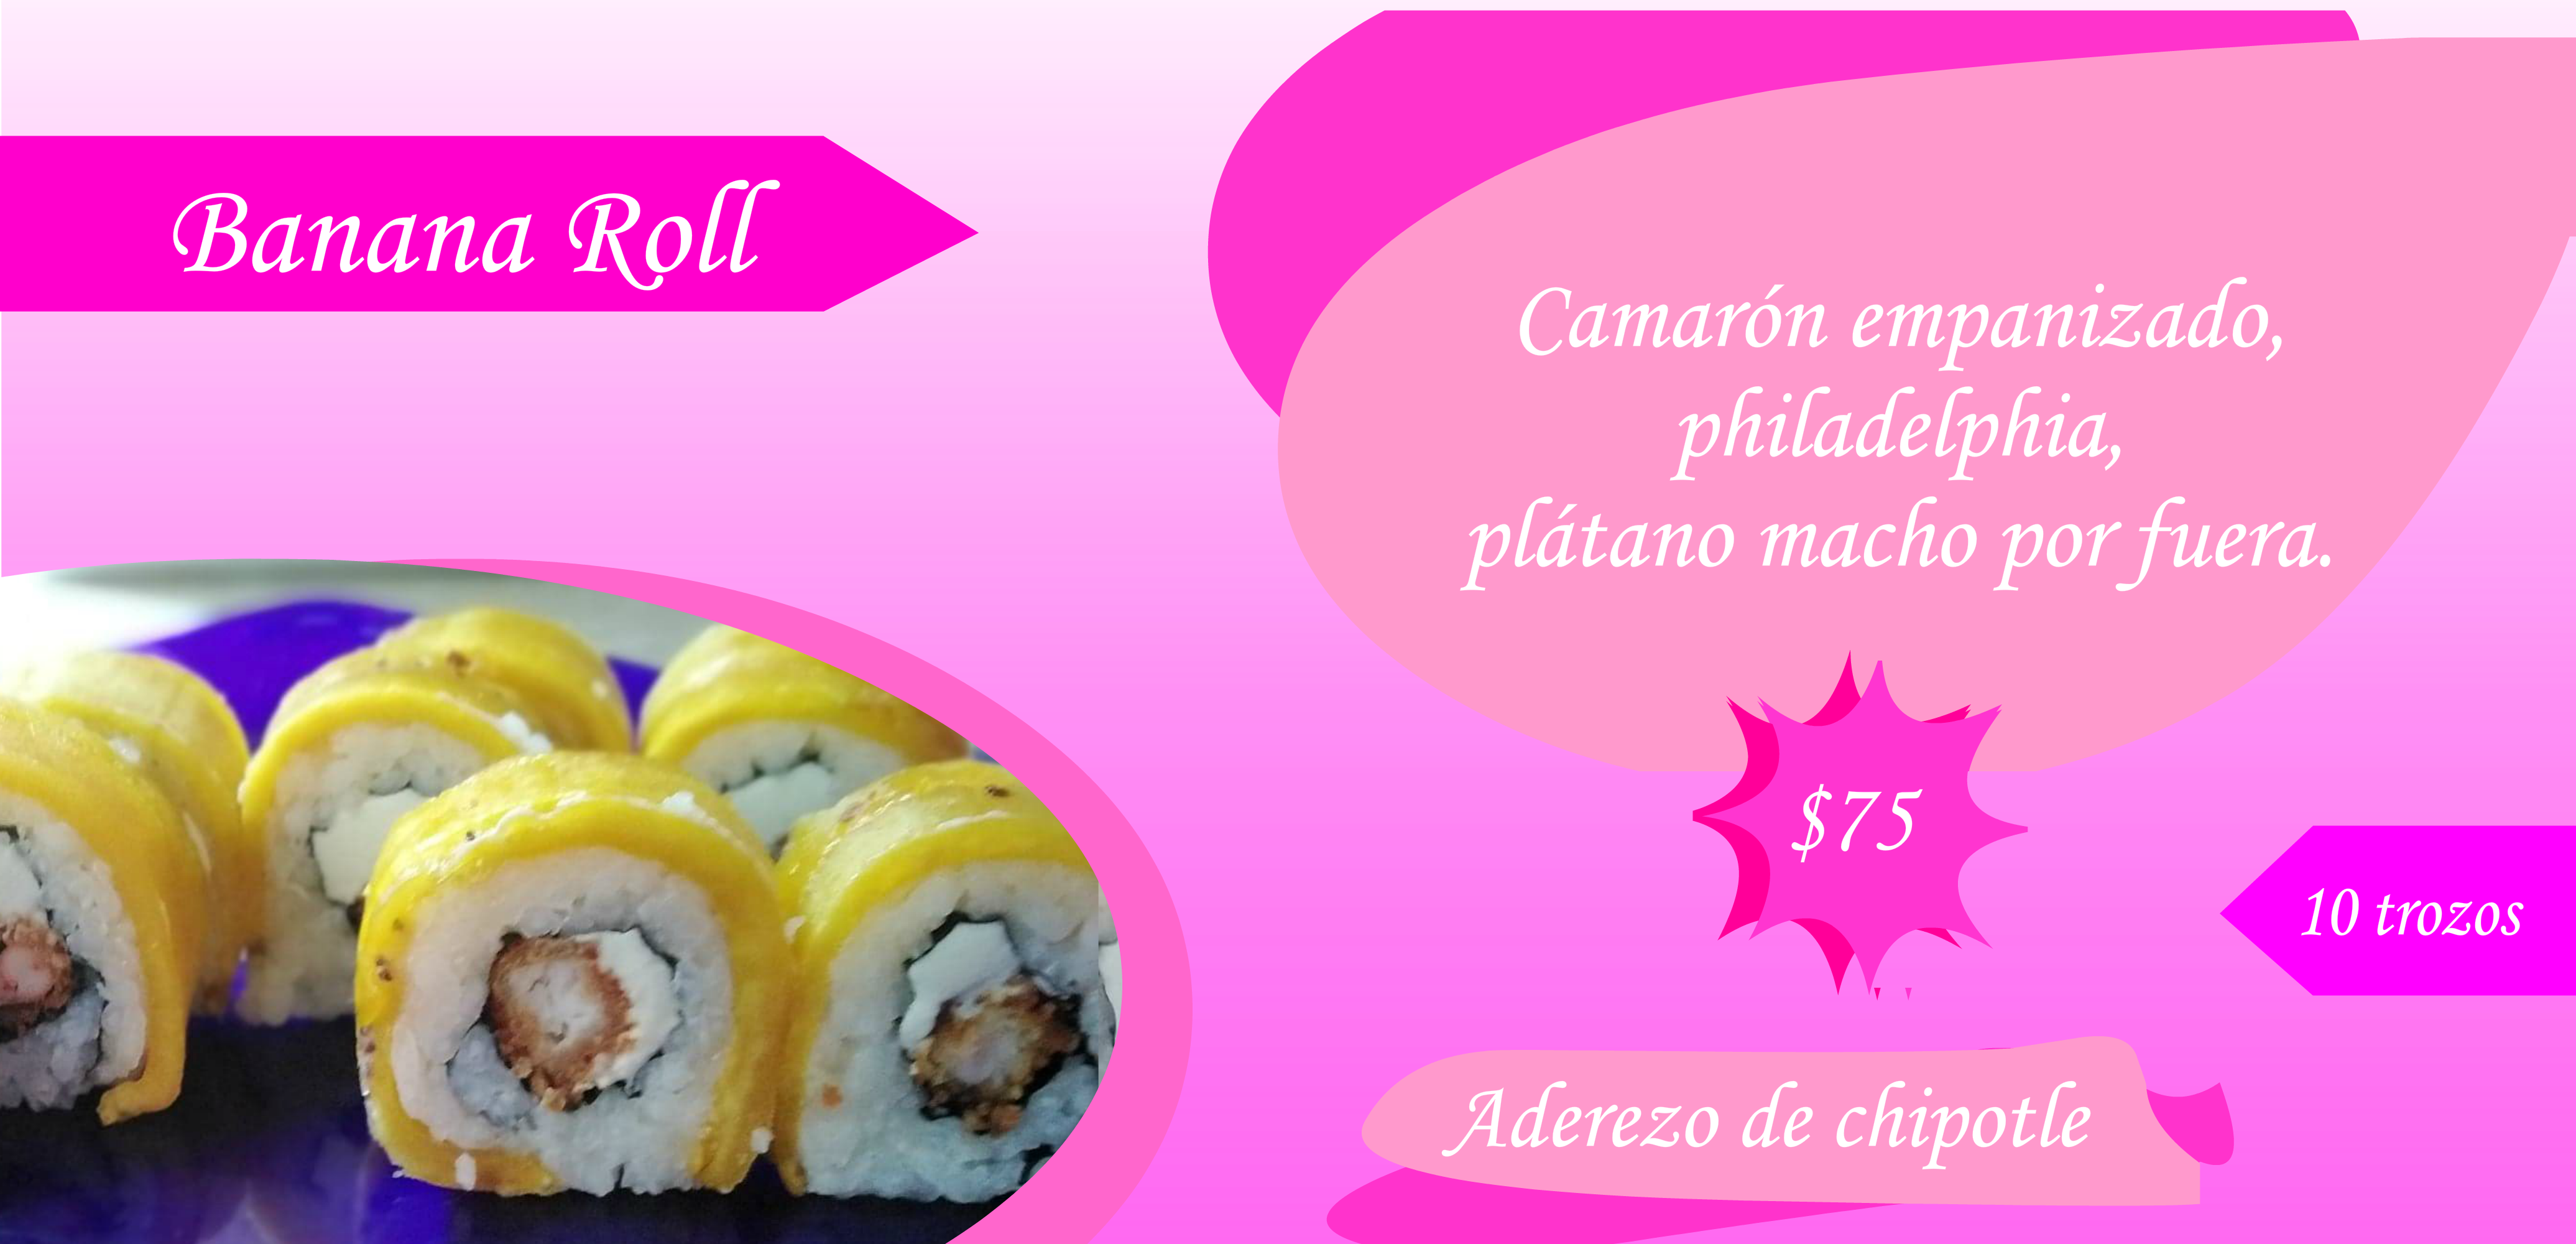 Banana Roll
Camarón empanizado,
philadelphia,
plátano macho por fuera.
$75
10 trozos
Aderezo de chipotle